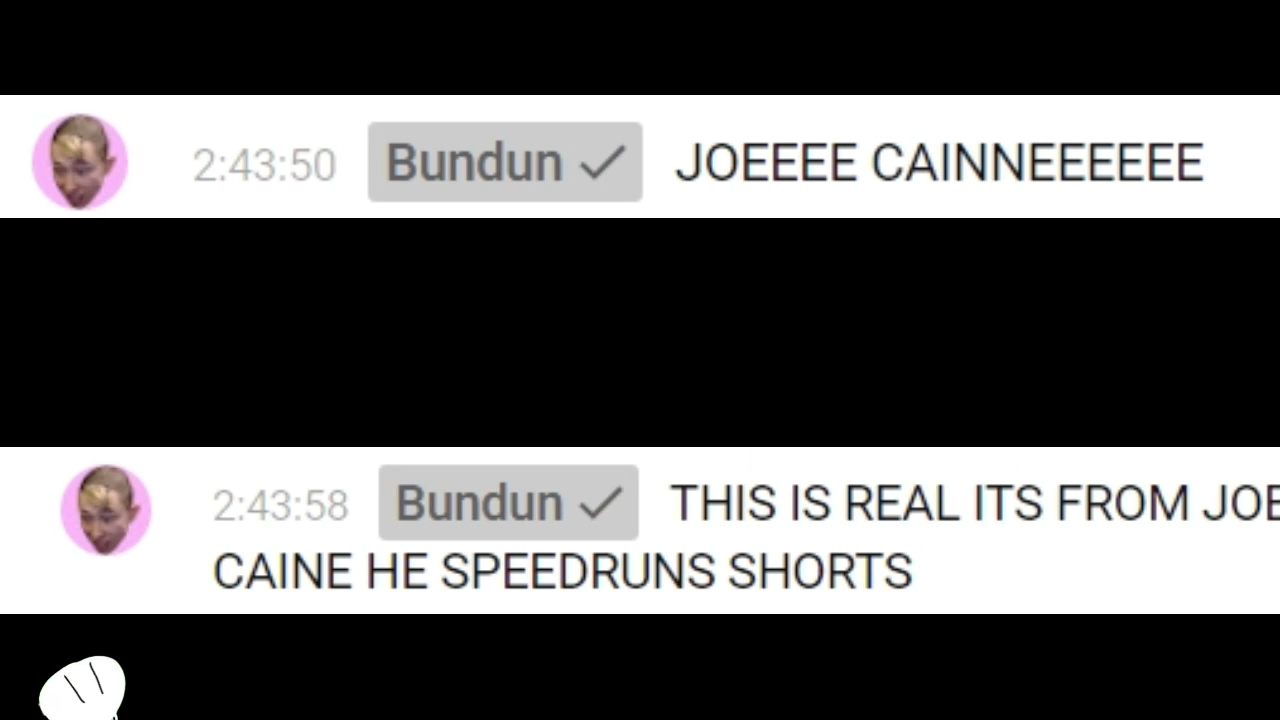 2:43:50 Bundun ✓ JOEEEE CAINNEEEEEE
2:43:58 Bundun ✓ THIS IS REAL ITS FROM JOE
CAINE HE SPEEDRUNS SHORTS